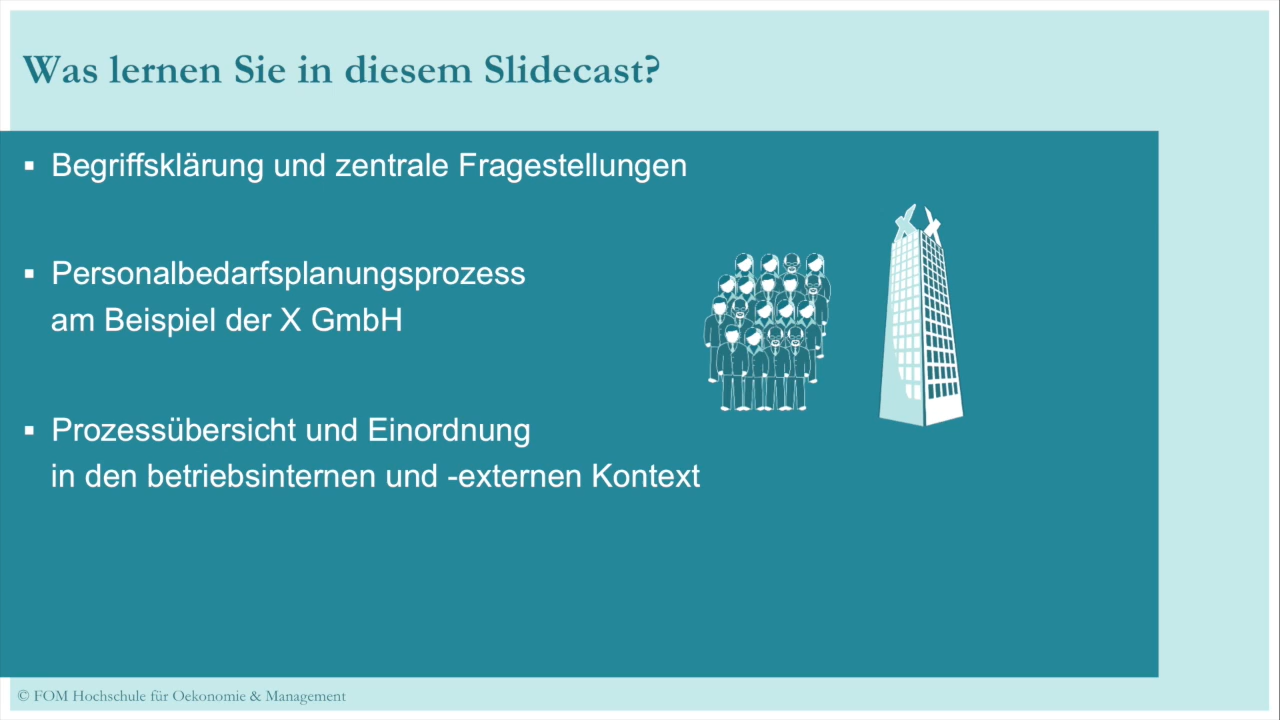 Was lernen Sie in diesem Slidecast?
▪ Begriffsklärung und zentrale Fragestellungen
▪ Personalbedarfsplanungsprozess
am Beispiel der X GmbH
▪ Prozessübersicht und Einordnung
in den betriebsinternen und -externen Kontext
© FOM Hochschule für Oekonomie & Management